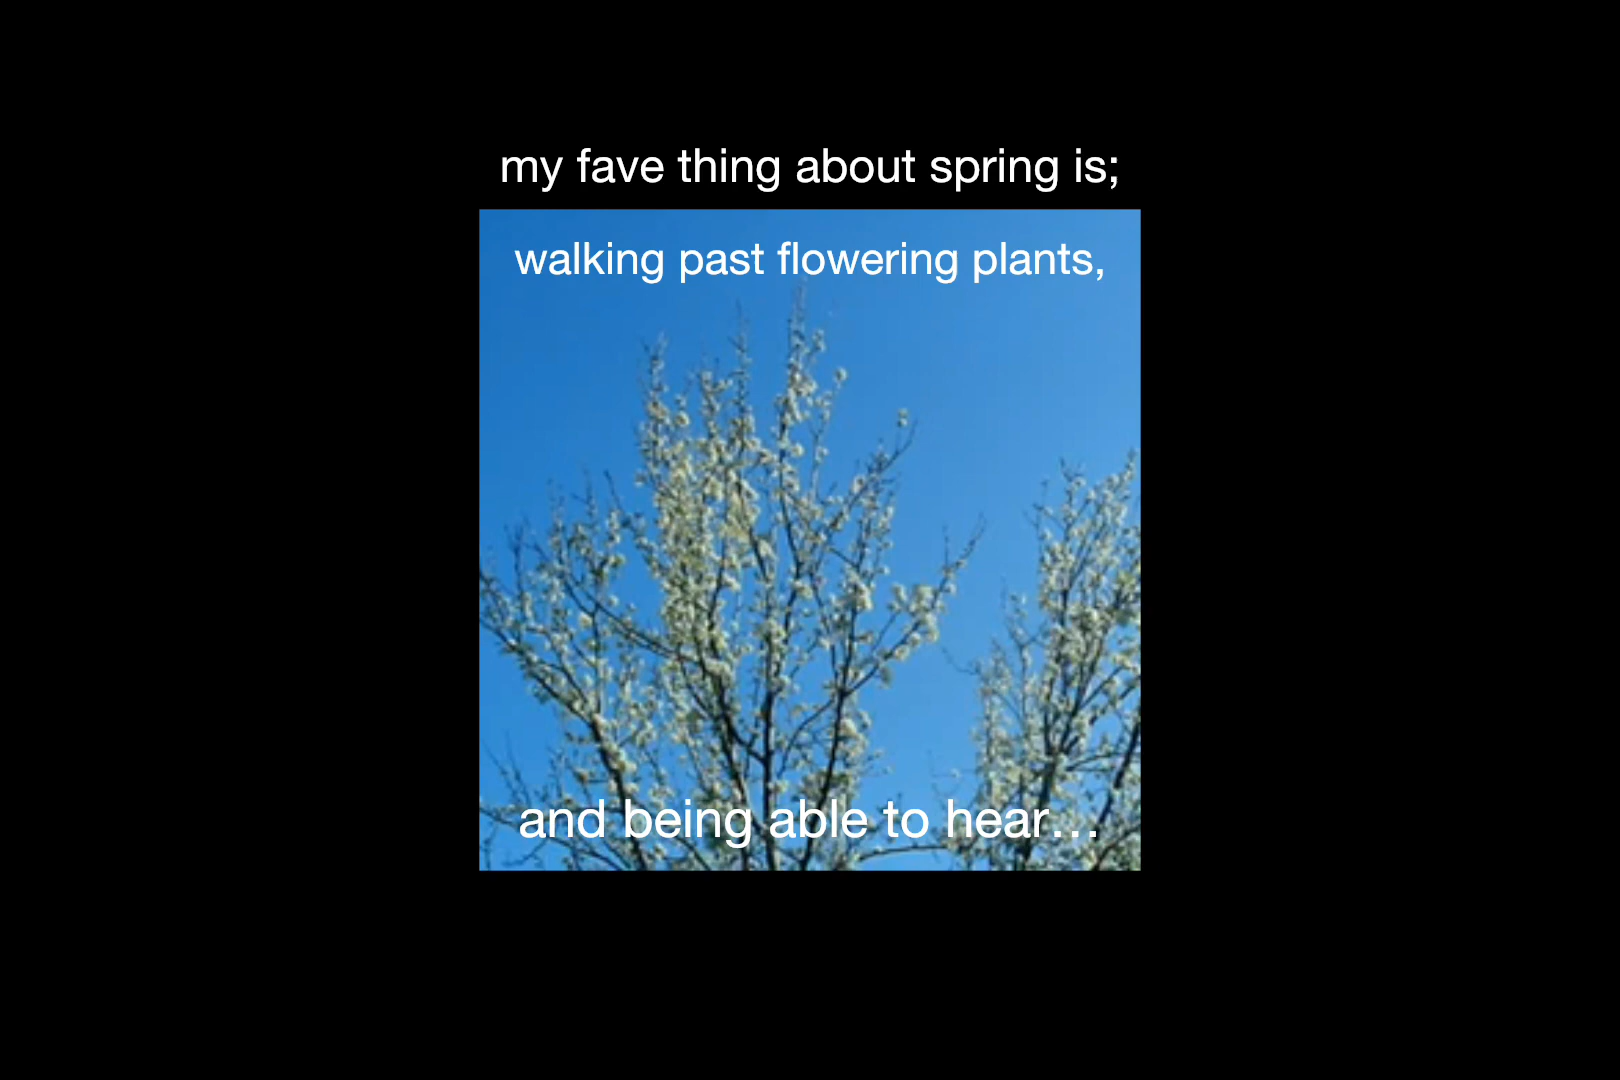 my fave thing about spring is;
walking past flowering plants,
and being able to hear...